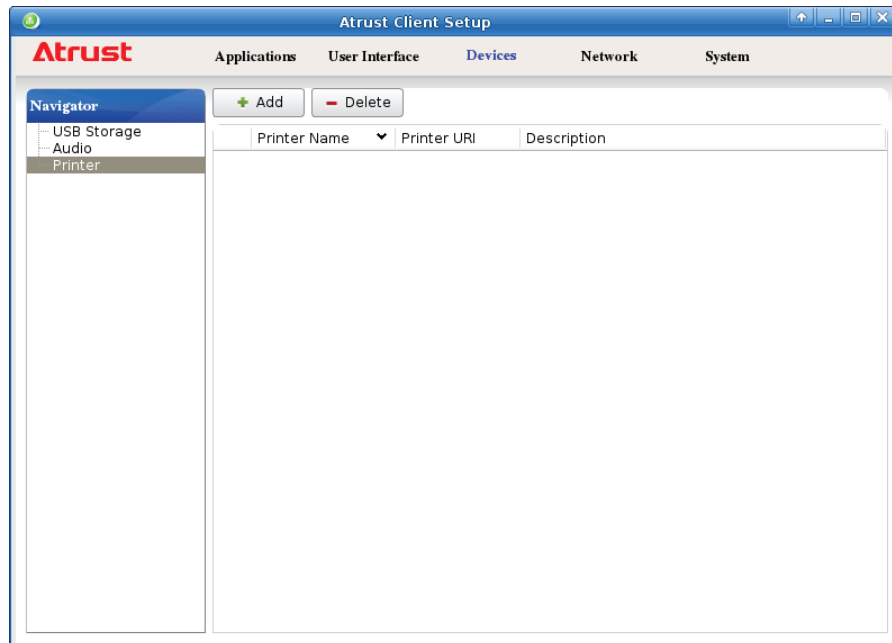 Atrust Client Setup
Atrust Applications User Interface Devices Network System
Navigator
Add Delete
USB Storage
Audio
Printer
Printer Name Printer URI Description